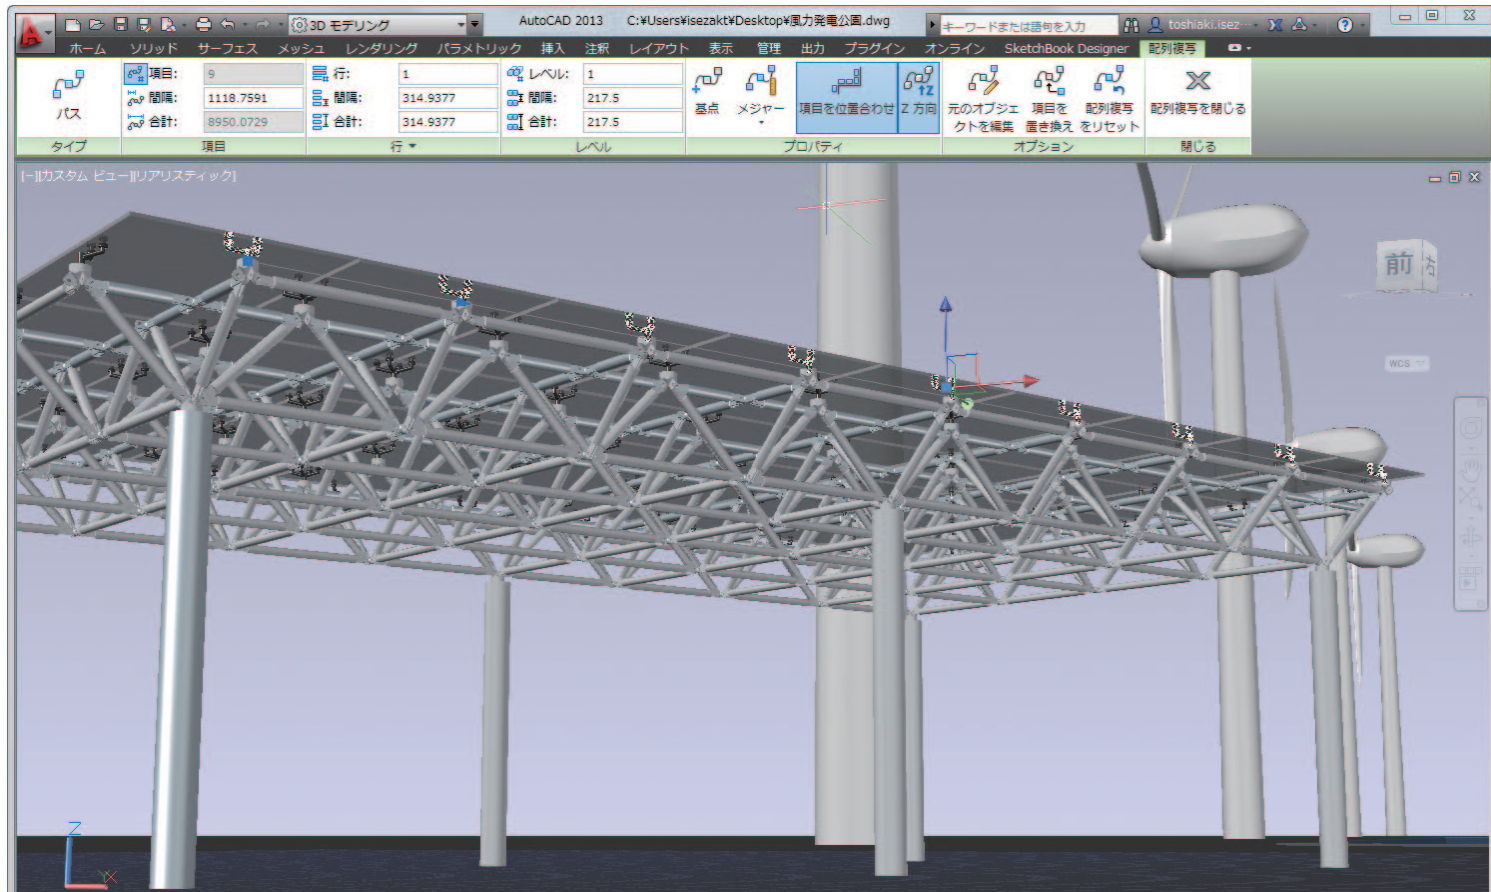 3D モデリング
AutoCAD 2013 C:¥Users¥isezakt¥Desktop¥風力発電公園.dwg
キーワードまたは語句を入力
toshiaki.isez...
ホーム ソリッド サーフェス メッシュ レンダリング パラメトリック 挿入 注釈 レイアウト 表示 管理 出力 プラグイン オンライン SketchBook Designer 配列複写
項目: 9 行: 1 レベル: 1
間隔: 1118.7591 間隔: 314.9377 間隔: 217.5
合計: 8950.0729 合計: 314.9377 合計: 217.5
パス
基点 メジャー 項目を位置合わせ Z 方向
元のオブジェクトを編集 項目を置き換え 配列複写をリセット 配列複写を閉じる
タイプ 項目 行 レベル プロパティ オプション 閉じる
[−][カスタム ビュー][リアリスティック]
前 右
WCS
Z
Y X